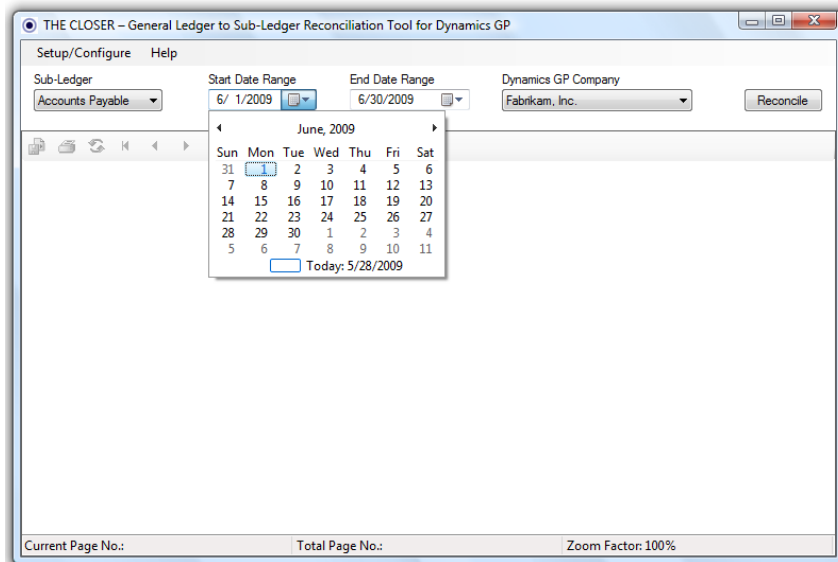 THE CLOSER – General Ledger to Sub-Ledger Reconciliation Tool for Dynamics GP
Setup/Configure Help
Sub-Ledger Start Date Range End Date Range Dynamics GP Company
Accounts Payable 6/ 1/2009 6/30/2009 Fabrikam, Inc. Reconcile
June, 2009
Sun Mon Tue Wed Thu Fri Sat
31 1 2 3 4 5 6
7 8 9 10 11 12 13
14 15 16 17 18 19 20
21 22 23 24 25 26 27
28 29 30 1 2 3 4
5 6 7 8 9 10 11
Today: 5/28/2009
Current Page No.: Total Page No.: Zoom Factor: 100%